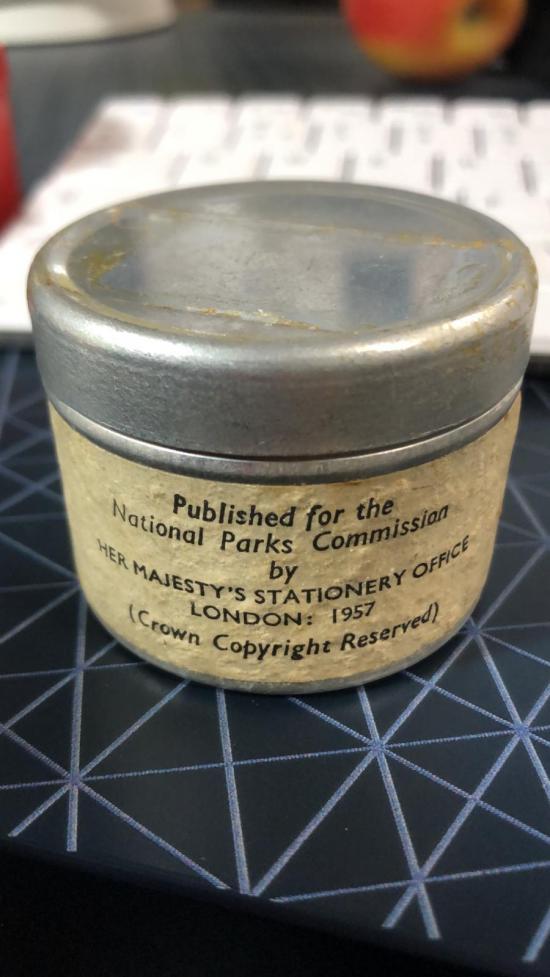 Published for the
National Parks Commission
by
HER MAJESTY'S STATIONERY OFFICE
LONDON: 1957
(Crown Copyright Reserved)